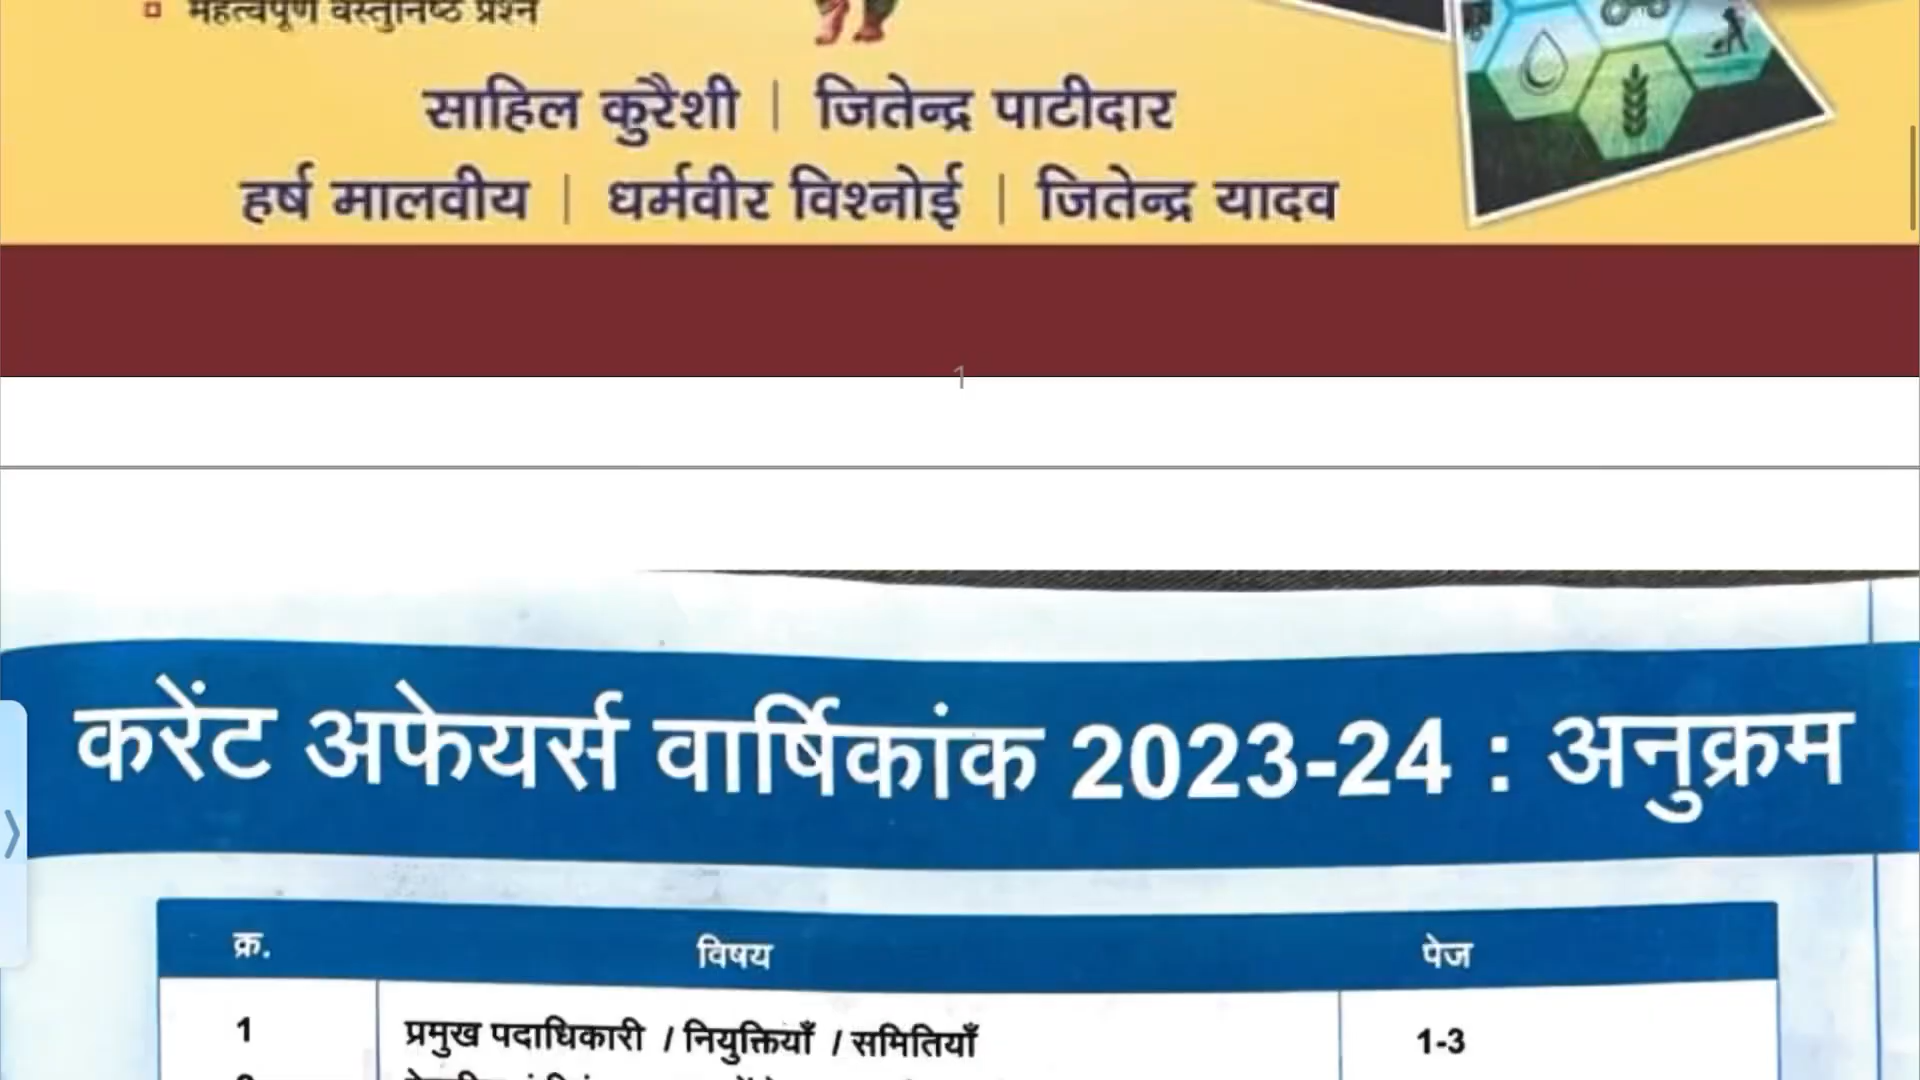 महत्वपूर्ण वस्तुनिष्ठ प्रश्न
साहिल कुरैशी | जितेन्द्र पाटीदार
हर्ष मालवीय | धर्मवीर विश्नोई | जितेन्द्र यादव
1
करेंट अफेयर्स वार्षिकांक 2023-24 : अनुक्रम
क्र. विषय पेज
1 प्रमुख पदाधिकारी / नियुक्तियाँ / समितियाँ 1-3